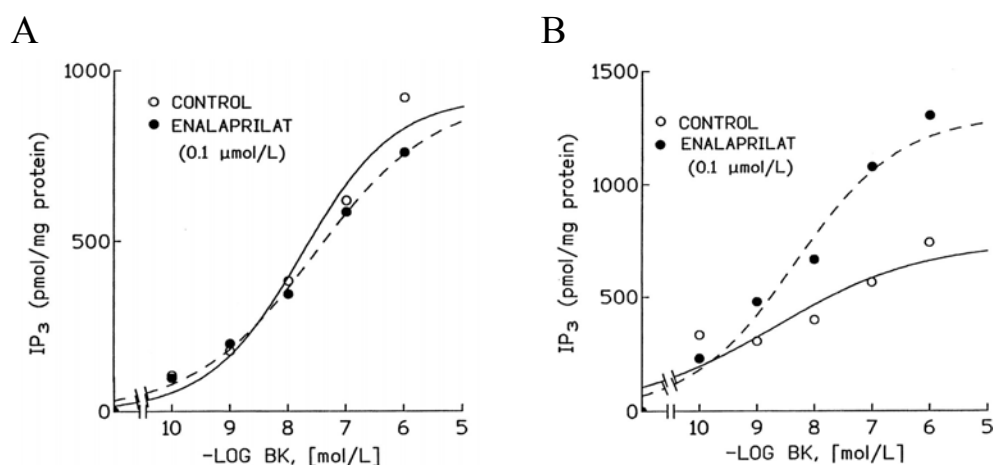 A
1000
500
0
IP₃ (pmol/mg protein)
○ CONTROL
● ENALAPRILAT
(0.1 µmol/L)
10 9 8 7 6 5
-LOG BK, [mol/L]
B
1500
1000
500
0
IP₃ (pmol/mg protein)
○ CONTROL
● ENALAPRILAT
(0.1 µmol/L)
10 9 8 7 6 5
-LOG BK, [mol/L]